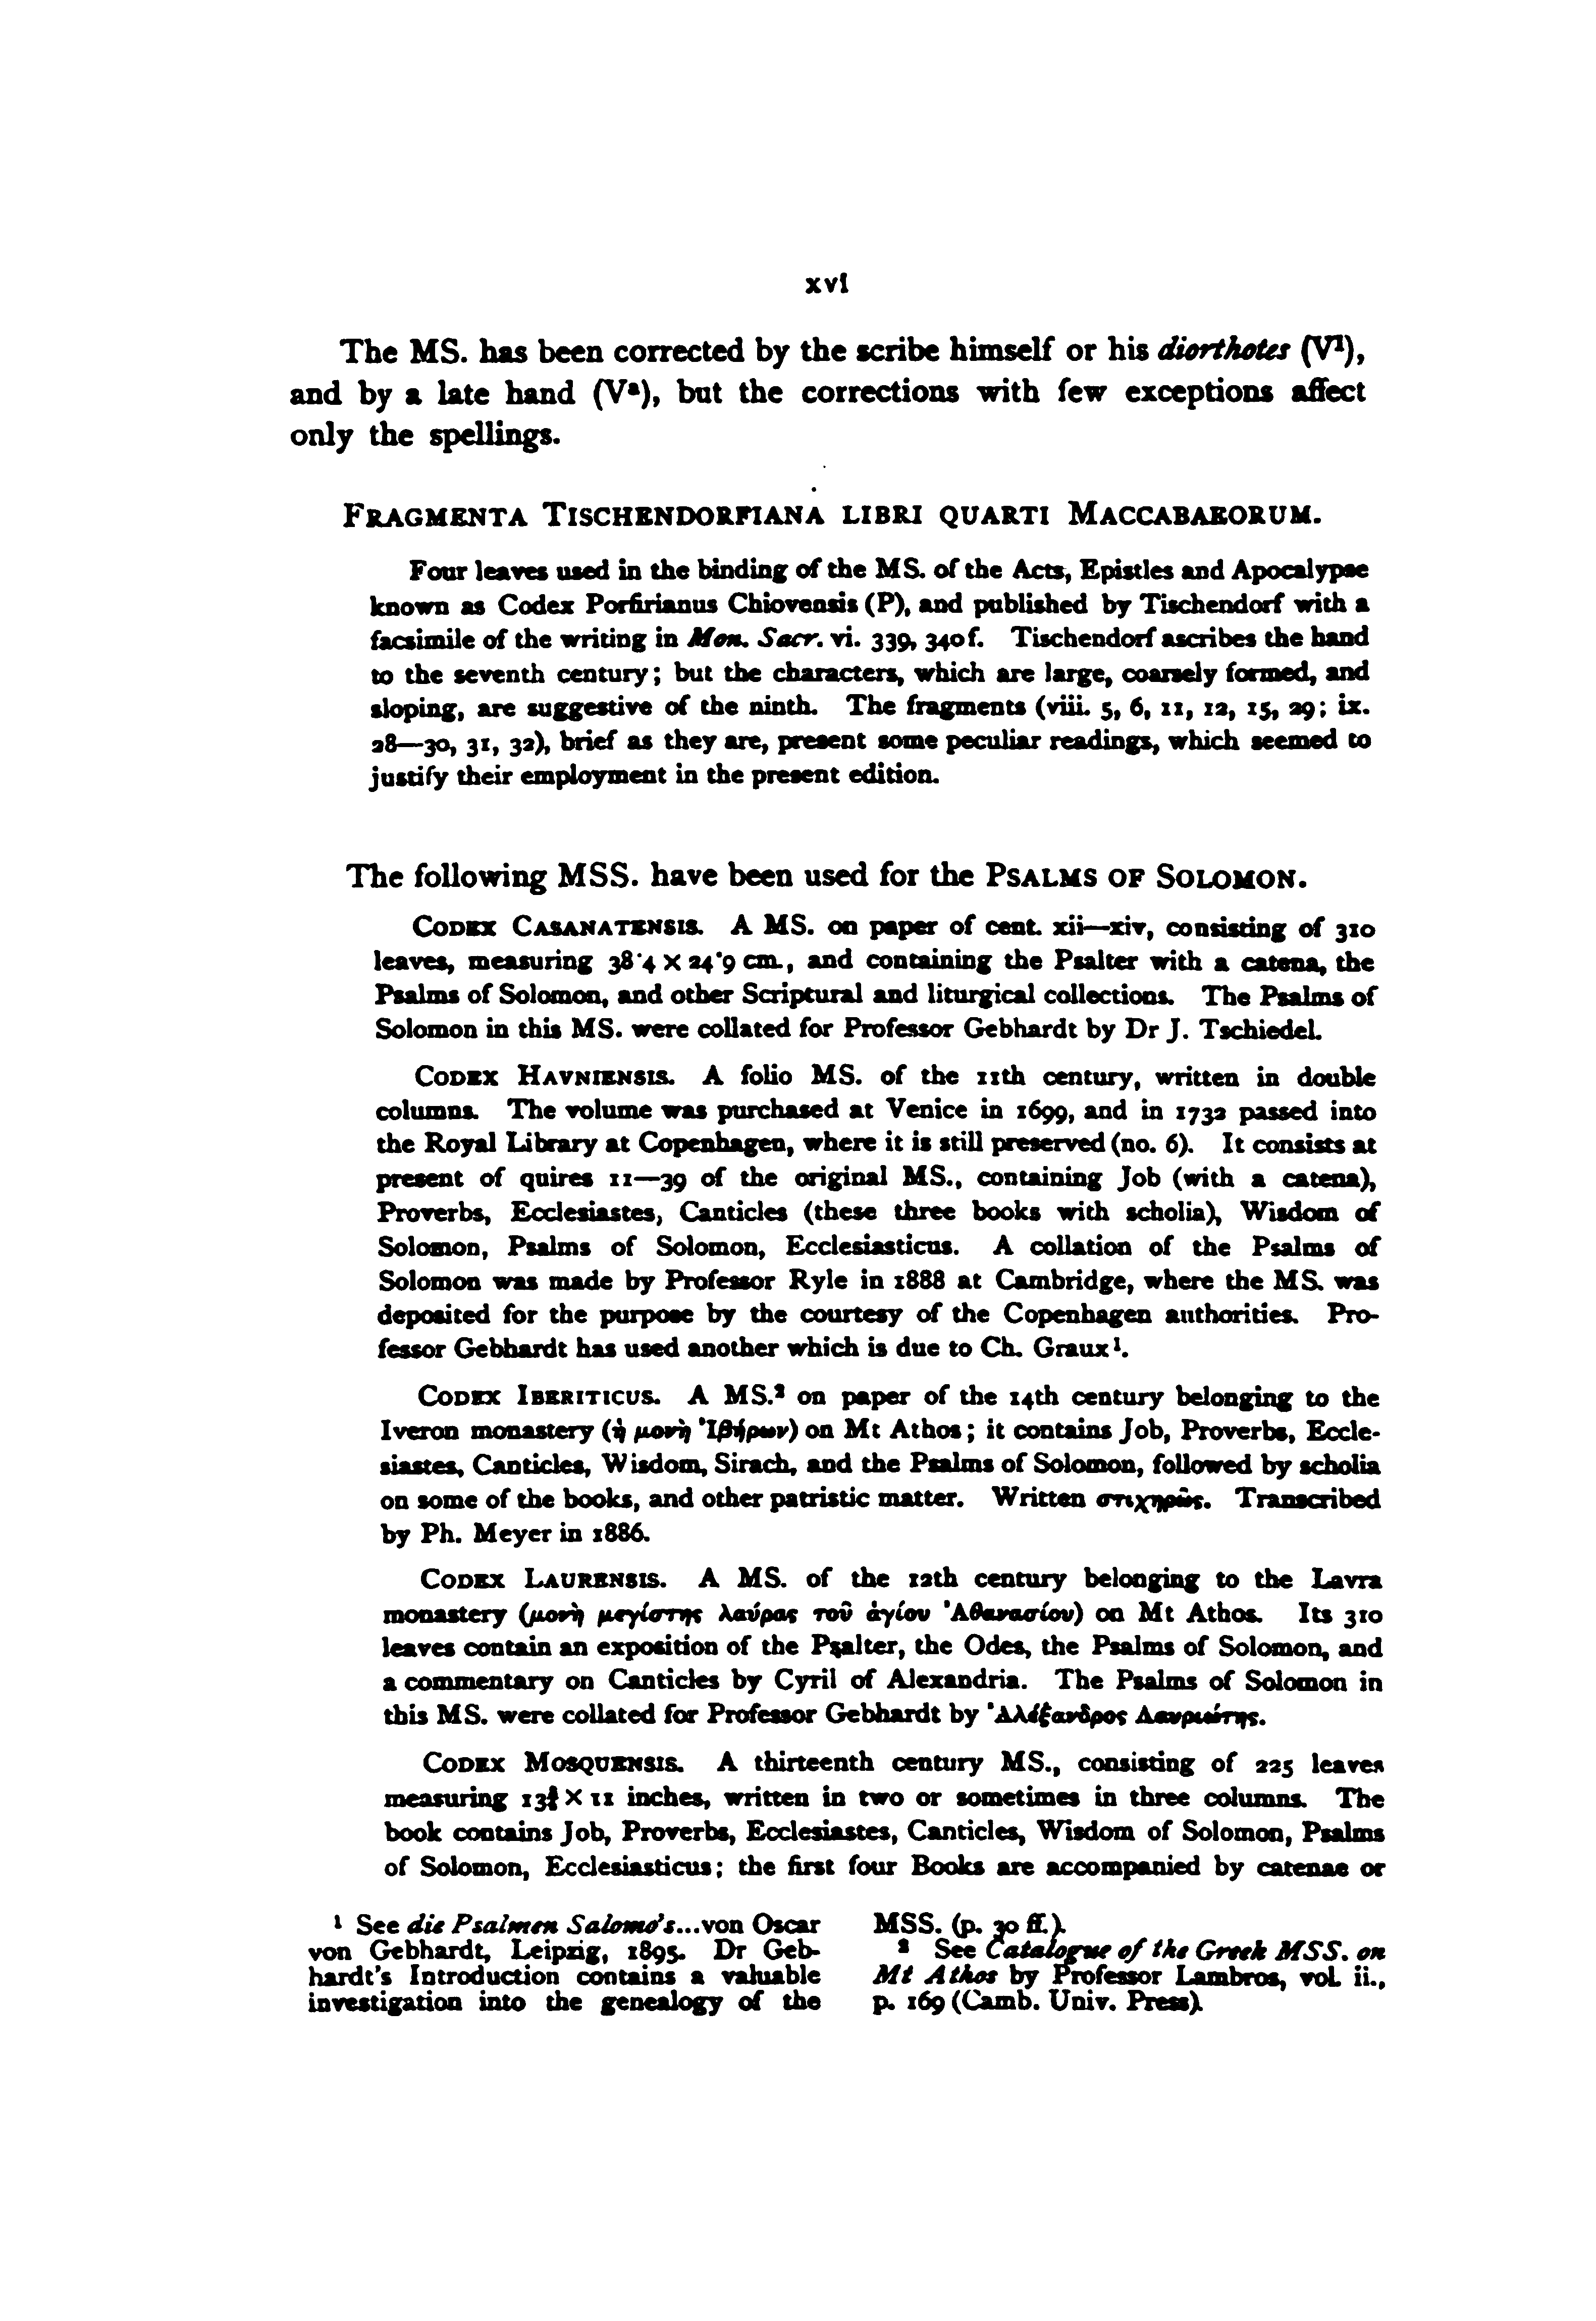 xvi
The MS. has been corrected by the scribe himself or his diorthotes (V¹),
and by a late hand (Vª), but the corrections with few exceptions affect
only the spellings.
FRAGMENTA TISCHENDORFIANA LIBRI QUARTI MACCABAEORUM.
Four leaves used in the binding of the MS. of the Acts, Epistles and Apocalypse
known as Codex Porfirianus Chiovensis (P), and published by Tischendorf with a
facsimile of the writing in Mon. Sacr. vi. 339, 340 f. Tischendorf ascribes the hand
to the seventh century; but the characters, which are large, coarsely formed, and
sloping, are suggestive of the ninth. The fragments (viii. 5, 6, 11, 12, 15, 29; ix.
28—30, 31, 32), brief as they are, present some peculiar readings, which seemed to
justify their employment in the present edition.
The following MSS. have been used for the PSALMS OF SOLOMON.
CODEX CASANATENSIS. A MS. on paper of cent. xii—xiv, consisting of 310
leaves, measuring 38·4 × 24·9 cm., and containing the Psalter with a catena, the
Psalms of Solomon, and other Scriptural and liturgical collections. The Psalms of
Solomon in this MS. were collated for Professor Gebhardt by Dr J. Tschiedel.
CODEX HAVNIENSIS. A folio MS. of the 11th century, written in double
columns. The volume was purchased at Venice in 1699, and in 1732 passed into
the Royal Library at Copenhagen, where it is still preserved (no. 6). It consists at
present of quires 11—39 of the original MS., containing Job (with a catena),
Proverbs, Ecclesiastes, Canticles (these three books with scholia), Wisdom of
Solomon, Psalms of Solomon, Ecclesiasticus. A collation of the Psalms of
Solomon was made by Professor Ryle in 1888 at Cambridge, where the MS. was
deposited for the purpose by the courtesy of the Copenhagen authorities. Pro-
fessor Gebhardt has used another which is due to Ch. Graux¹.
CODEX IBERITICUS. A MS.² on paper of the 14th century belonging to the
Iveron monastery (ἡ μονὴ Ἰβήρων) on Mt Athos; it contains Job, Proverbs, Eccle-
siastes, Canticles, Wisdom, Sirach, and the Psalms of Solomon, followed by scholia
on some of the books, and other patristic matter. Written στιχηρῶς. Transcribed
by Ph. Meyer in 1886.
CODEX LAURENSIS. A MS. of the 12th century belonging to the Lavra
monastery (μονὴ μεγίστης λαύρας τοῦ ἁγίου Ἀθανασίου) on Mt Athos. Its 310
leaves contain an exposition of the Psalter, the Odes, the Psalms of Solomon, and
a commentary on Canticles by Cyril of Alexandria. The Psalms of Solomon in
this MS. were collated for Professor Gebhardt by Ἀλέξανδρος Λαυριώτης.
CODEX MOSQUENSIS. A thirteenth century MS., consisting of 225 leaves
measuring × 11 inches, written in two or sometimes in three columns. The
book contains Job, Proverbs, Ecclesiastes, Canticles, Wisdom of Solomon, Psalms
of Solomon, Ecclesiasticus; the first four Books are accompanied by catenae or
¹ See die Psalmen Salomo's...von Oscar
von Gebhardt, Leipzig, 1895. Dr Geb-
hardt's Introduction contains a valuable
investigation into the genealogy of the
MSS. (p. 30 ff.).
² See Catalogue of the Greek MSS. on
Mt Athos by Professor Lambros, vol. ii.,
p. 169 (Camb. Univ. Press).